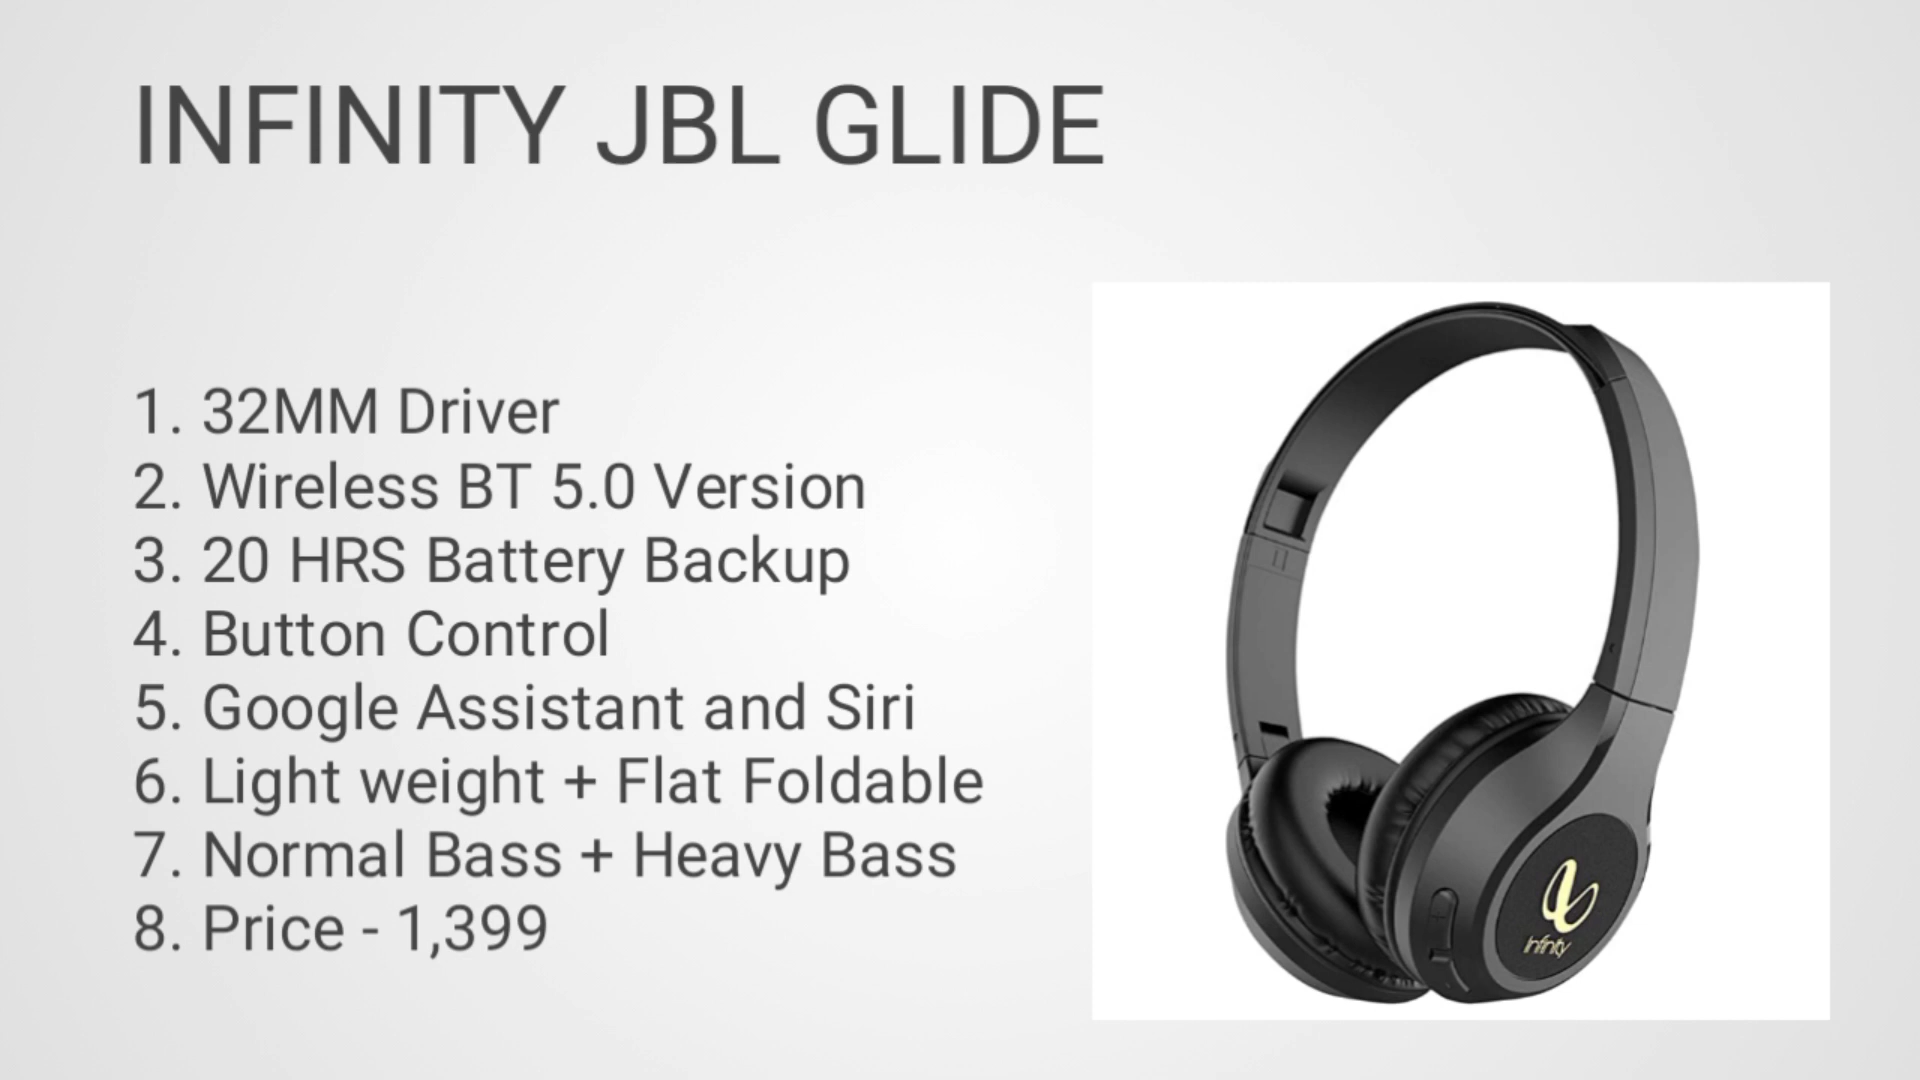 INFINITY JBL GLIDE
1. 32MM Driver
2. Wireless BT 5.0 Version
3. 20 HRS Battery Backup
4. Button Control
5. Google Assistant and Siri
6. Light weight + Flat Foldable
7. Normal Bass + Heavy Bass
8. Price - 1,399
Infinity